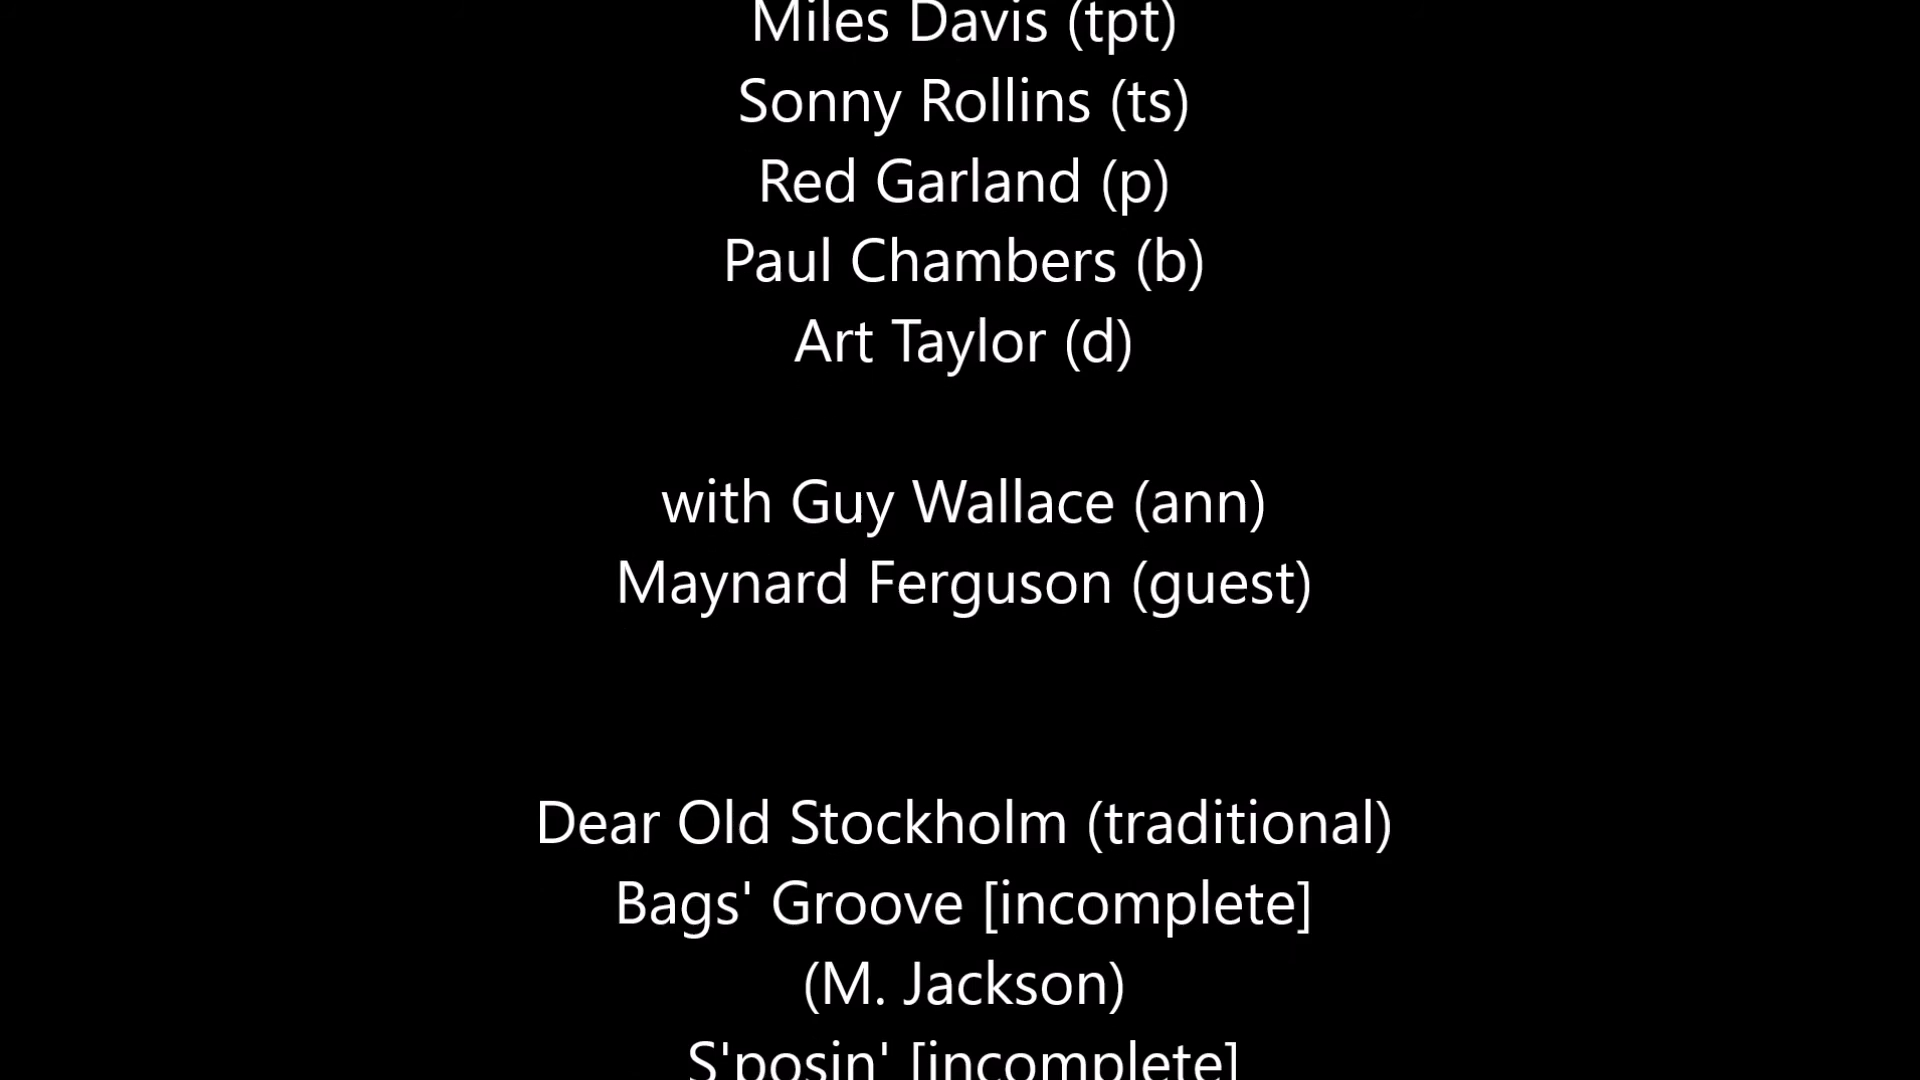 Miles Davis (tpt)
Sonny Rollins (ts)
Red Garland (p)
Paul Chambers (b)
Art Taylor (d)
with Guy Wallace (ann)
Maynard Ferguson (guest)
Dear Old Stockholm (traditional)
Bags' Groove [incomplete]
(M. Jackson)
S'posin' [incomplete]